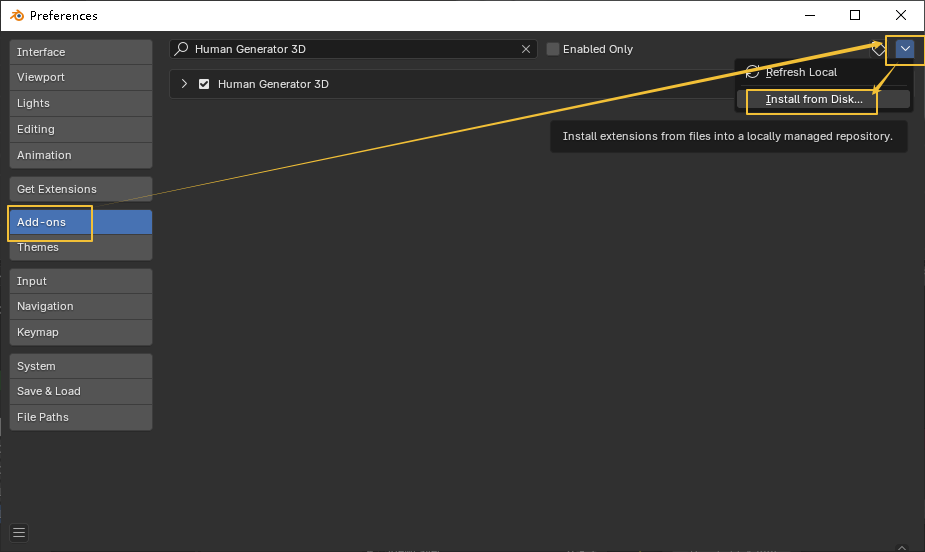 Preferences
Interface
Viewport
Lights
Editing
Animation
Get Extensions
Add-ons
Themes
Input
Navigation
Keymap
System
Save & Load
File Paths
Human Generator 3D
Enabled Only
Human Generator 3D
Refresh Local
Install from Disk...
Install extensions from files into a locally managed repository.